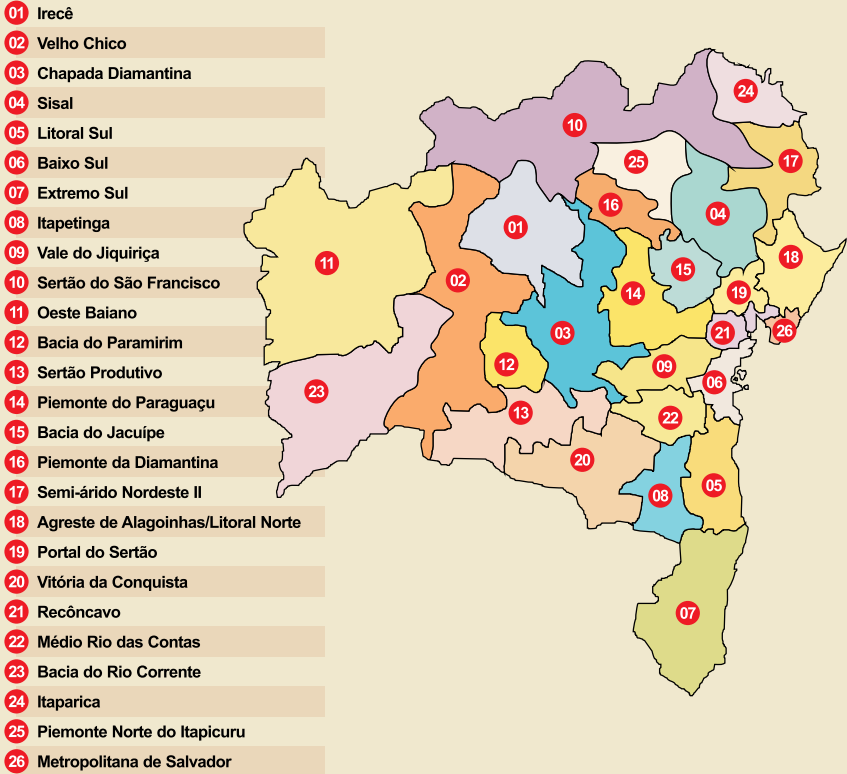 01 Irecê
02 Velho Chico
03 Chapada Diamantina
04 Sisal
05 Litoral Sul
06 Baixo Sul
07 Extremo Sul
08 Itapetinga
09 Vale do Jiquiriça
10 Sertão do São Francisco
11 Oeste Baiano
12 Bacia do Paramirim
13 Sertão Produtivo
14 Piemonte do Paraguaçu
15 Bacia do Jacuípe
16 Piemonte da Diamantina
17 Semi-árido Nordeste II
18 Agreste de Alagoinhas/Litoral Norte
19 Portal do Sertão
20 Vitória da Conquista
21 Recôncavo
22 Médio Rio das Contas
23 Bacia do Rio Corrente
24 Itaparica
25 Piemonte Norte do Itapicuru
26 Metropolitana de Salvador
24
10
25
17
16
04
01
18
11
15
02
14
19
03
21
26
12
09
06
23
13
22
20
05
08
07